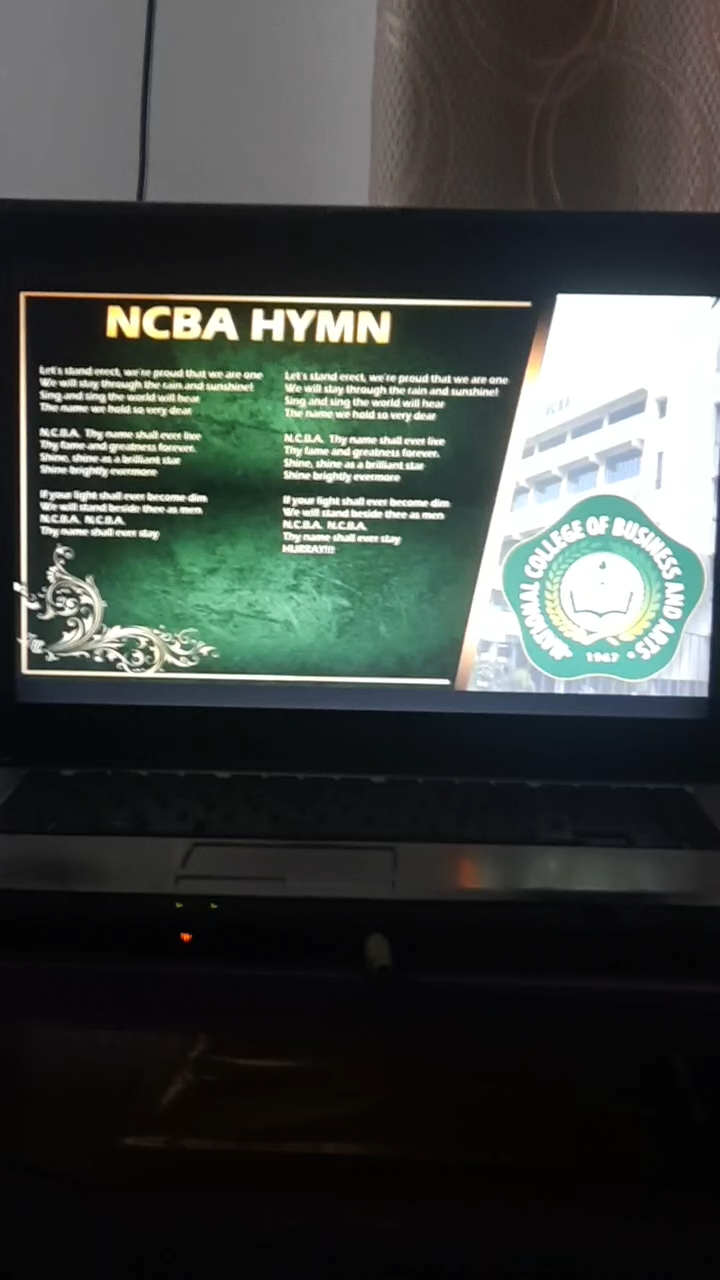 NCBA HYMN
Let's stand erect, we're proud that we are one
We will stay through the rain and sunshine!
Sing and sing the world will hear
The name we hold so very dear
N.C.B.A. Thy name shall ever live
Thy fame and greatness forever.
Shine, shine as a brilliant star
Shine brightly evermore
If your light shall ever become dim
We will stand beside thee as men
N.C.B.A. N.C.B.A.
Thy name shall ever stay
Let's stand erect, we're proud that we are one
We will stay through the rain and sunshine!
Sing and sing the world will hear
The name we hold so very dear
N.C.B.A. Thy name shall ever live
Thy fame and greatness forever.
Shine, shine as a brilliant star
Shine brightly evermore
If your light shall ever become dim
We will stand beside thee as men
N.C.B.A. N.C.B.A.
Thy name shall ever stay
HURRAY!!!
NATIONAL COLLEGE OF BUSINESS AND ARTS
1967